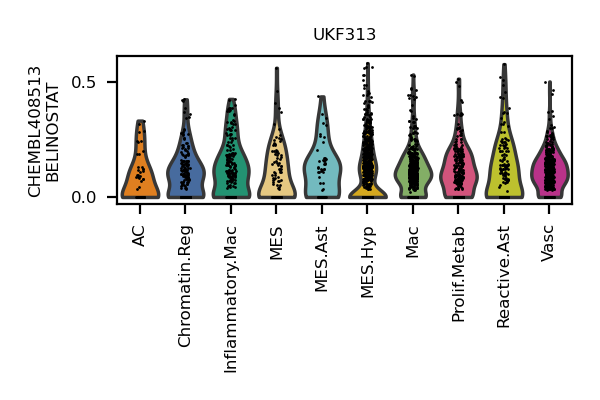 UKF313
CHEMBL408513
BELINOSTAT
0.5
0.0
AC
Chromatin.Reg
Inflammatory.Mac
MES
MES.Ast
MES.Hyp
Mac
Prolif.Metab
Reactive.Ast
Vasc